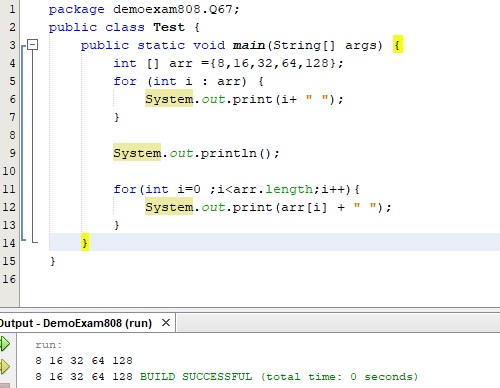 1 package demoexam808.Q67;
2 public class Test {
3 public static void main(String[] args) {
4 int [] arr ={8,16,32,64,128};
5 for (int i : arr) {
6 System.out.print(i+ " ");
7 }
8
9 System.out.println();
10
11 for(int i=0 ;i<arr.length;i++){
12 System.out.print(arr[i] + " ");
13 }
14 }
15 }
16
Output - DemoExam808 (run) ×
run:
8 16 32 64 128
8 16 32 64 128 BUILD SUCCESSFUL (total time: 0 seconds)